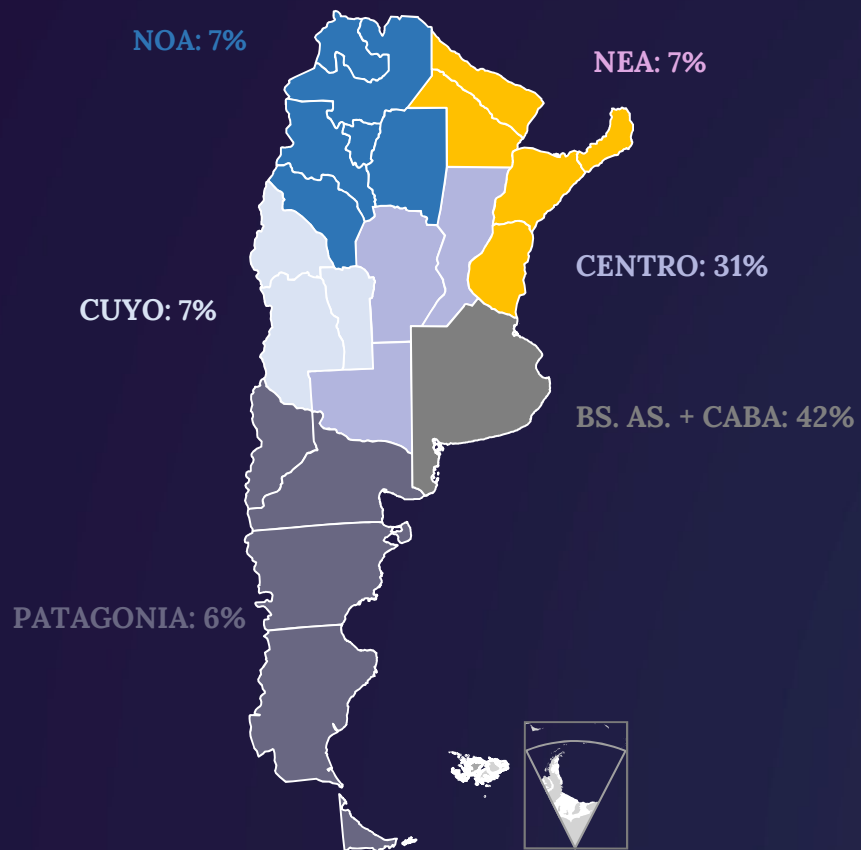 NOA: 7%
NEA: 7%
CENTRO: 31%
CUYO: 7%
BS. AS. + CABA: 42%
PATAGONIA: 6%